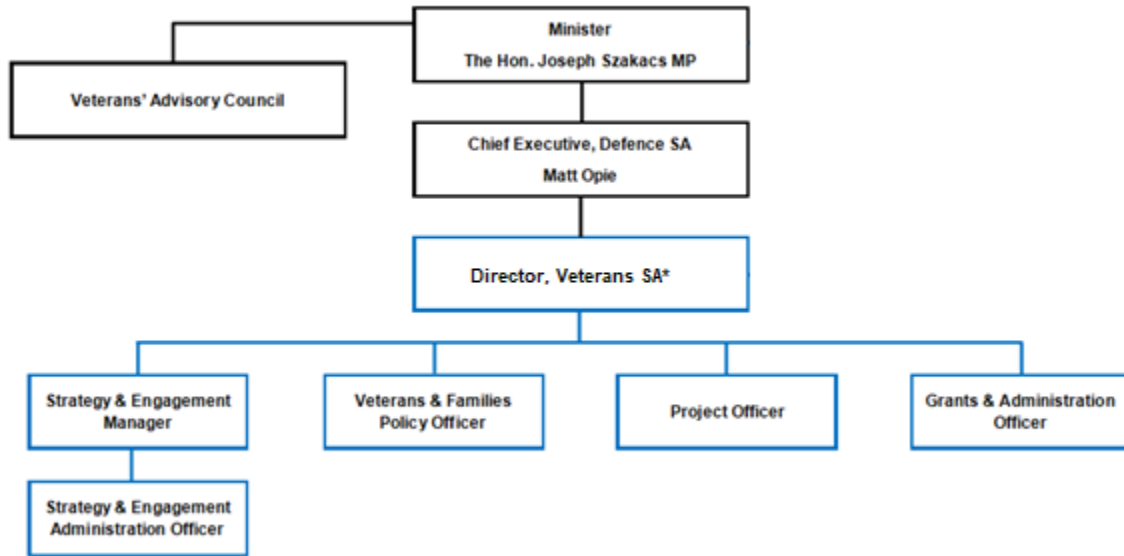 Minister
The Hon. Joseph Szakacs MP
Veterans' Advisory Council
Chief Executive, Defence SA
Matt Opie
Director, Veterans SA*
Strategy & Engagement
Manager
Veterans & Families
Policy Officer
Project Officer
Grants & Administration
Officer
Strategy & Engagement
Administration Officer